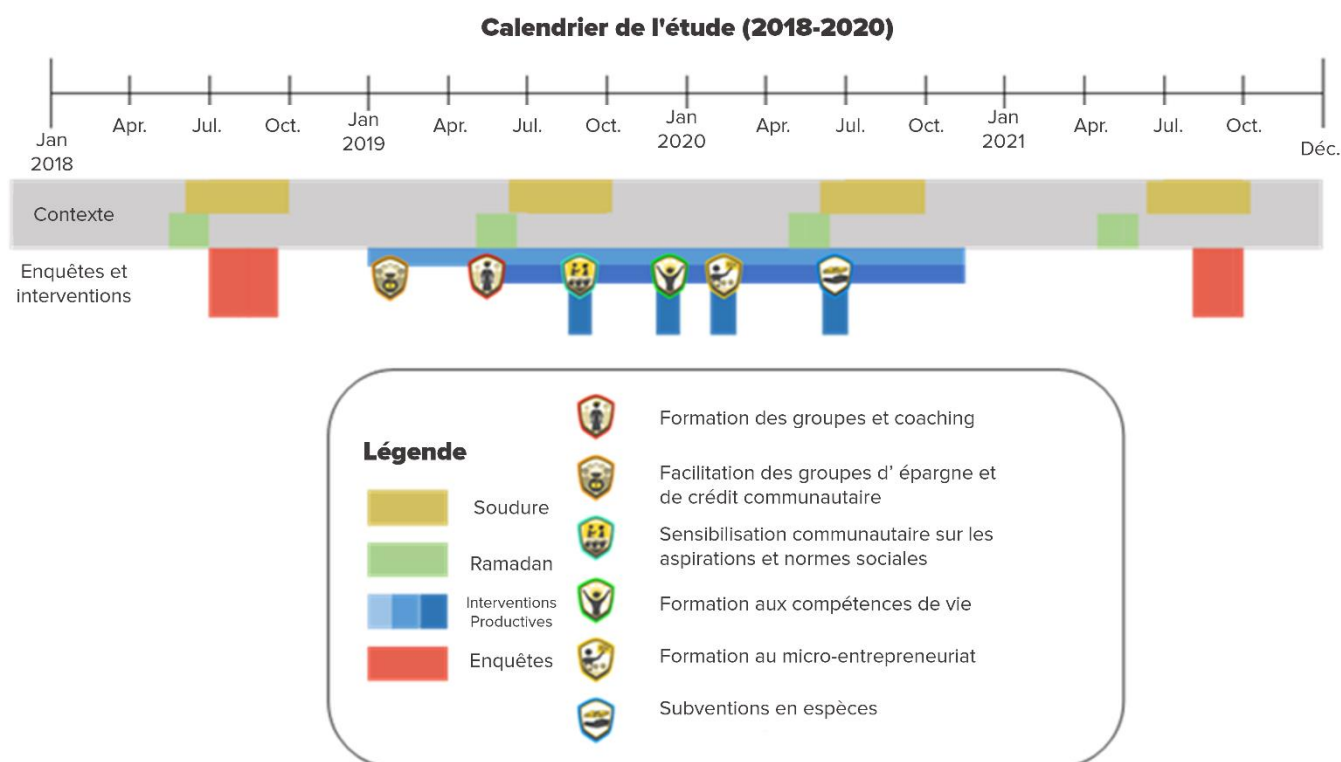 Calendrier de l'étude (2018-2020)
Jan
2018
Apr.
Jul.
Oct.
Jan
2019
Apr.
Jul.
Oct.
Jan
2020
Apr.
Jul.
Jan
2021
Apr.
Jul.
Oct.
Déc.
Contexte
Enquêtes et
interventions
Légende
Soudure
Ramadan
Interventions
Productives
Enquêtes
Formation des groupes et coaching
Facilitation des groupes d' épargne et
de crédit communautaire
Sensibilisation communautaire sur les
aspirations et normes sociales
Formation aux compétences de vie
Formation au micro-entrepreneuriat
Subventions en espèces